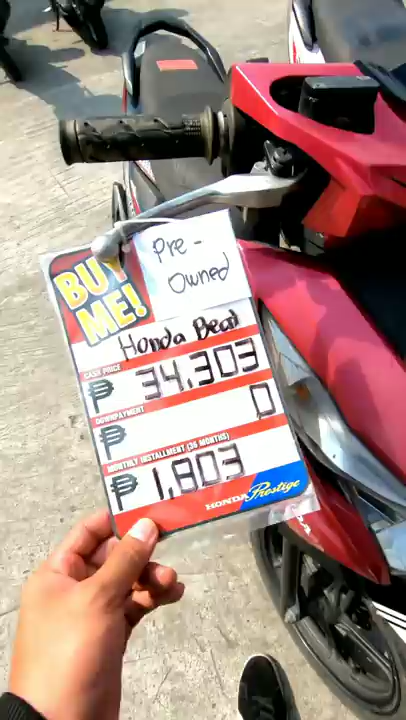 BUY
ME!
Pre-
Owned
Honda Beat
CASH PRICE
₱ 34,303
DOWNPAYMENT
₱ 0
MONTHLY INSTALLMENT (36 MONTHS)
₱ 1,803
HONDA Prestige